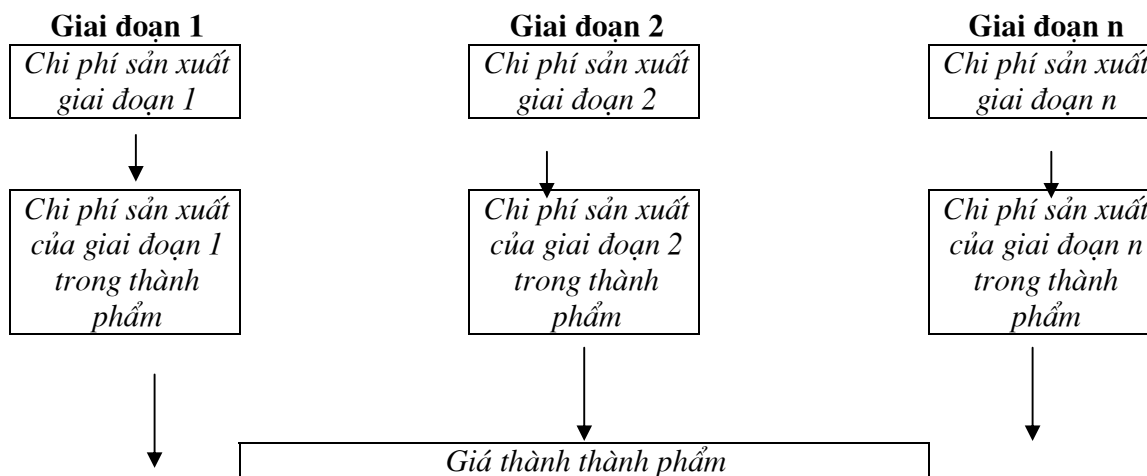 Giai đoạn 1
Giai đoạn 2
Giai đoạn n
Chi phí sản xuất
giai đoạn 1
Chi phí sản xuất
giai đoạn 2
Chi phí sản xuất
giai đoạn n
Chi phí sản xuất
của giai đoạn 1
trong thành
phẩm
Chi phí sản xuất
của giai đoạn 2
trong thành
phẩm
Chi phí sản xuất
của giai đoạn n
trong thành
phẩm
Giá thành thành phẩm